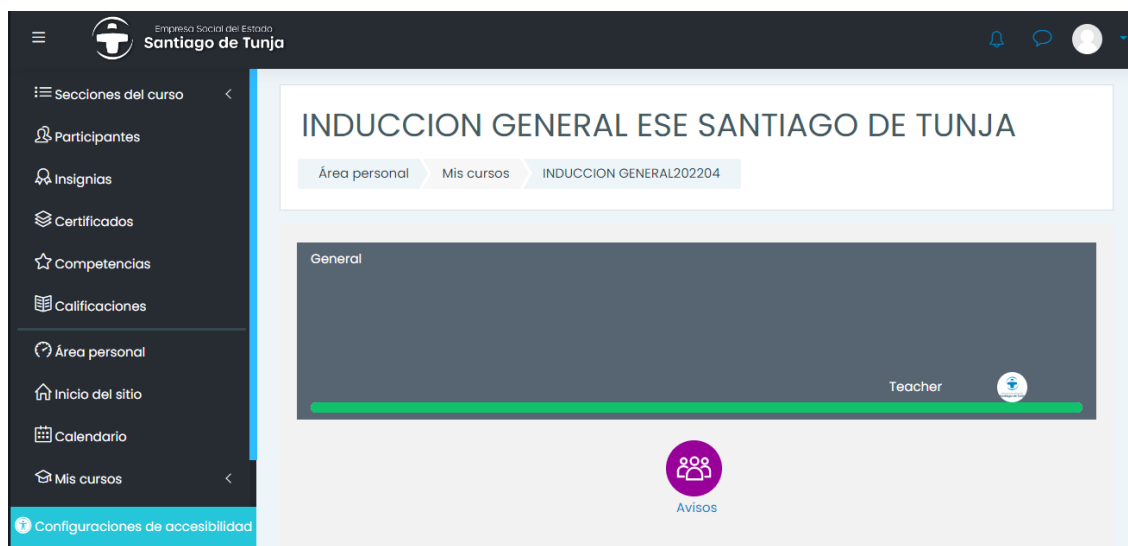 Empresa Social del Estado
Santiago de Tunja
Secciones del curso
Participantes
Insignias
Certificados
Competencias
Calificaciones
Área personal
Inicio del sitio
Calendario
Mis cursos
Configuraciones de accesibilidad
INDUCCION GENERAL ESE SANTIAGO DE TUNJA
Área personal Mis cursos INDUCCION GENERAL202204
General
Teacher
Avisos